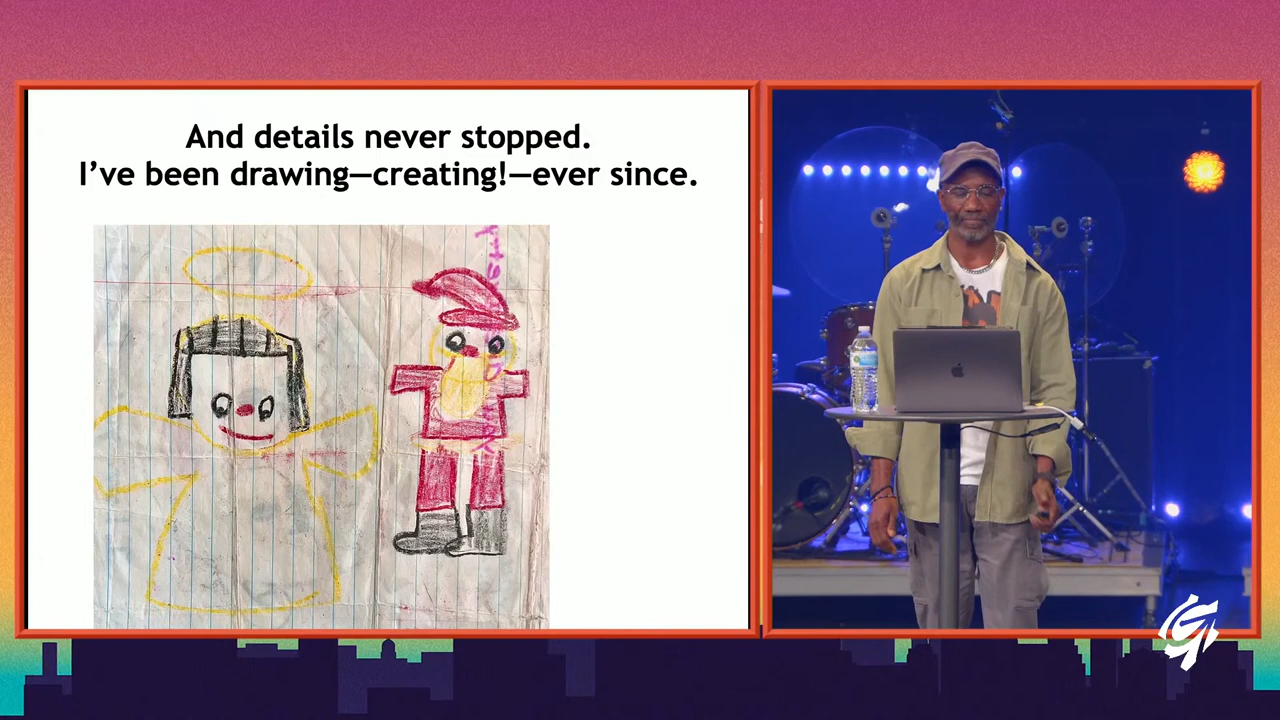 And details never stopped.
I’ve been drawing—creating!—ever since.